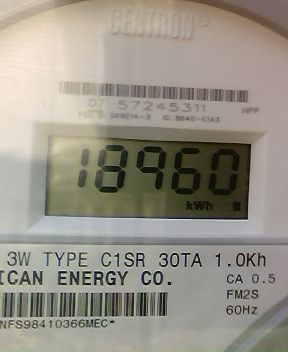 CENTRON
07 57245311
18960
kWh
3W TYPE C1SR 30TA 1.0Kh
ICAN ENERGY CO.
CA 0.5
FM2S
60Hz
NFS98410366MEC*